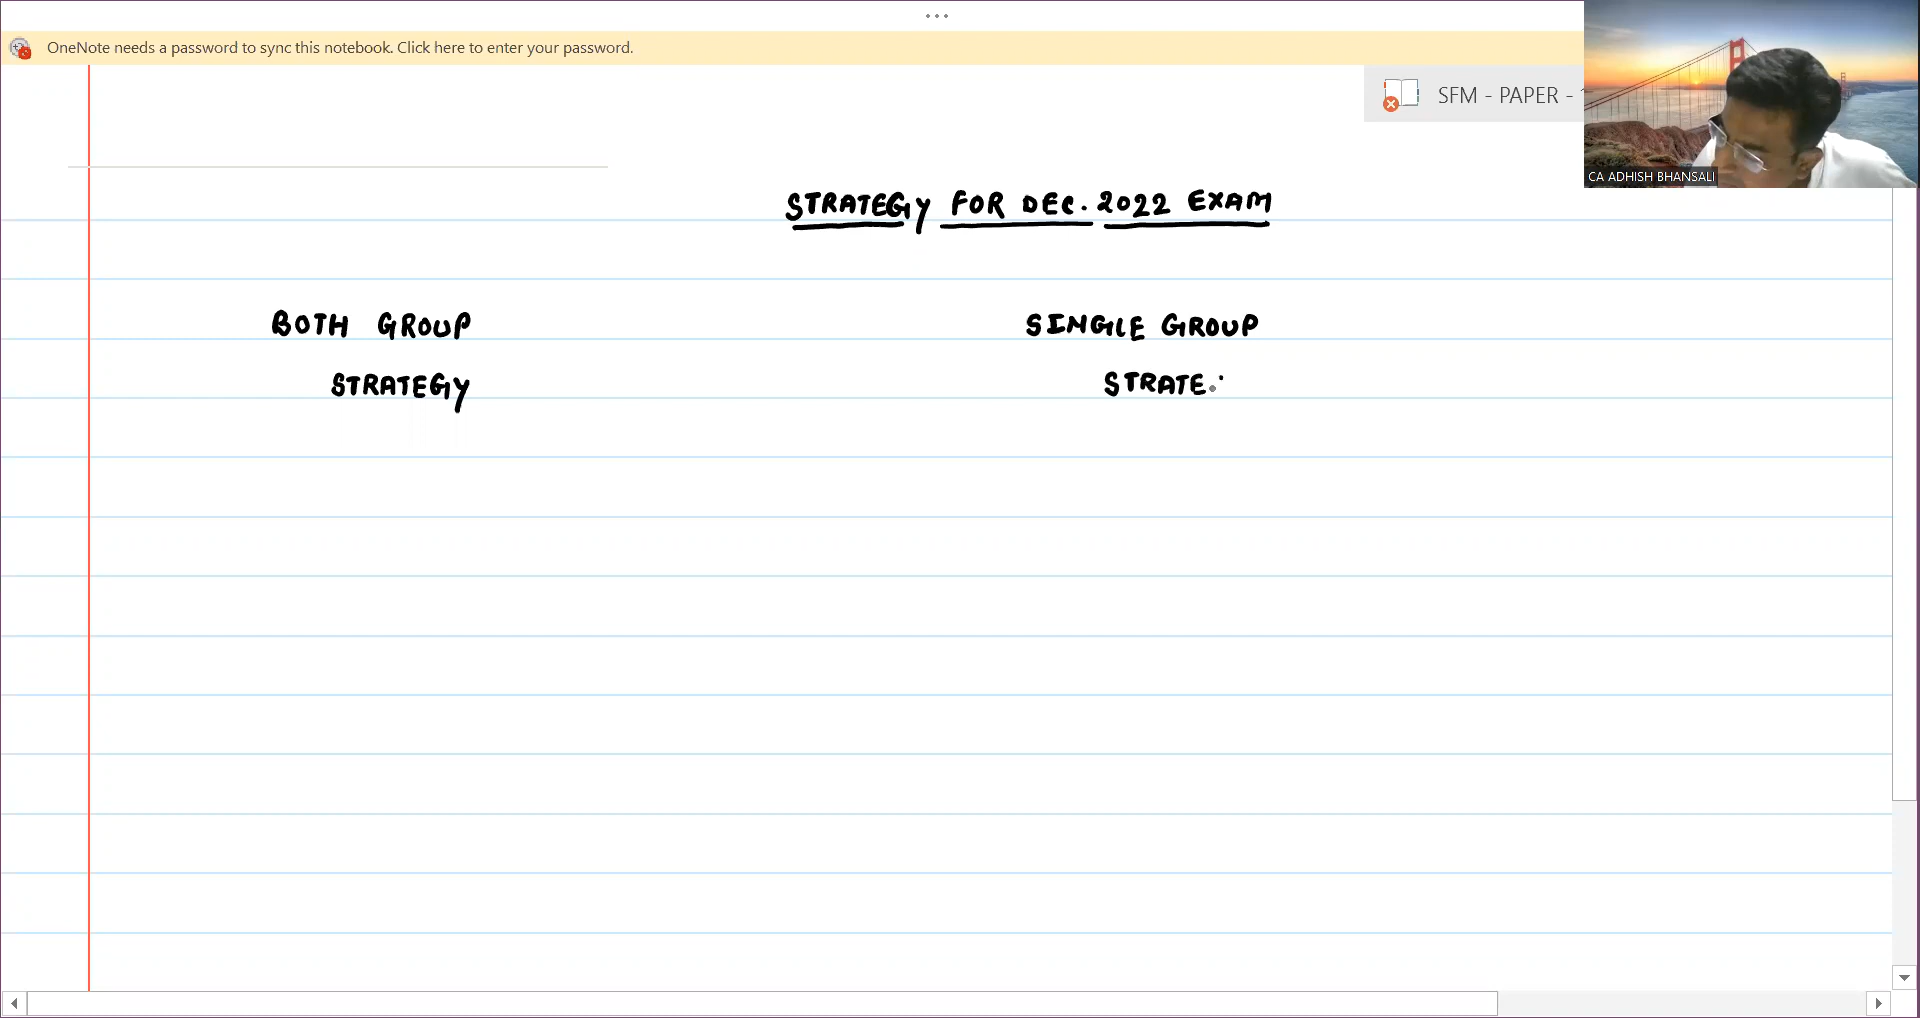 OneNote needs a password to sync this notebook. Click here to enter your password.
SFM - PAPER -
CA ADHISH BHANSALI
STRATEGY FOR DEC. 2022 EXAM
BOTH GROUP
SINGLE GROUP
STRATEGY
STRATE